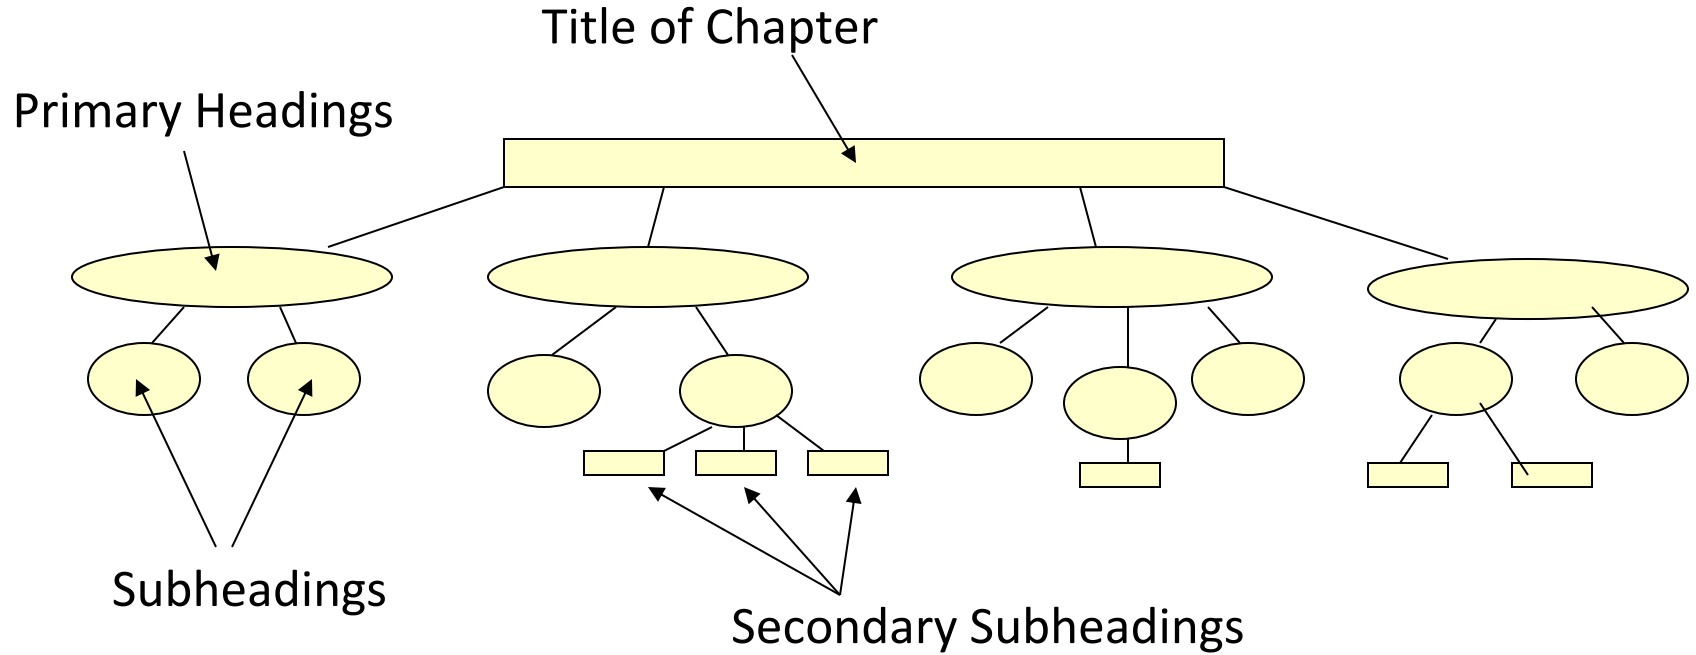 Title of Chapter
Primary Headings
Subheadings
Secondary Subheadings